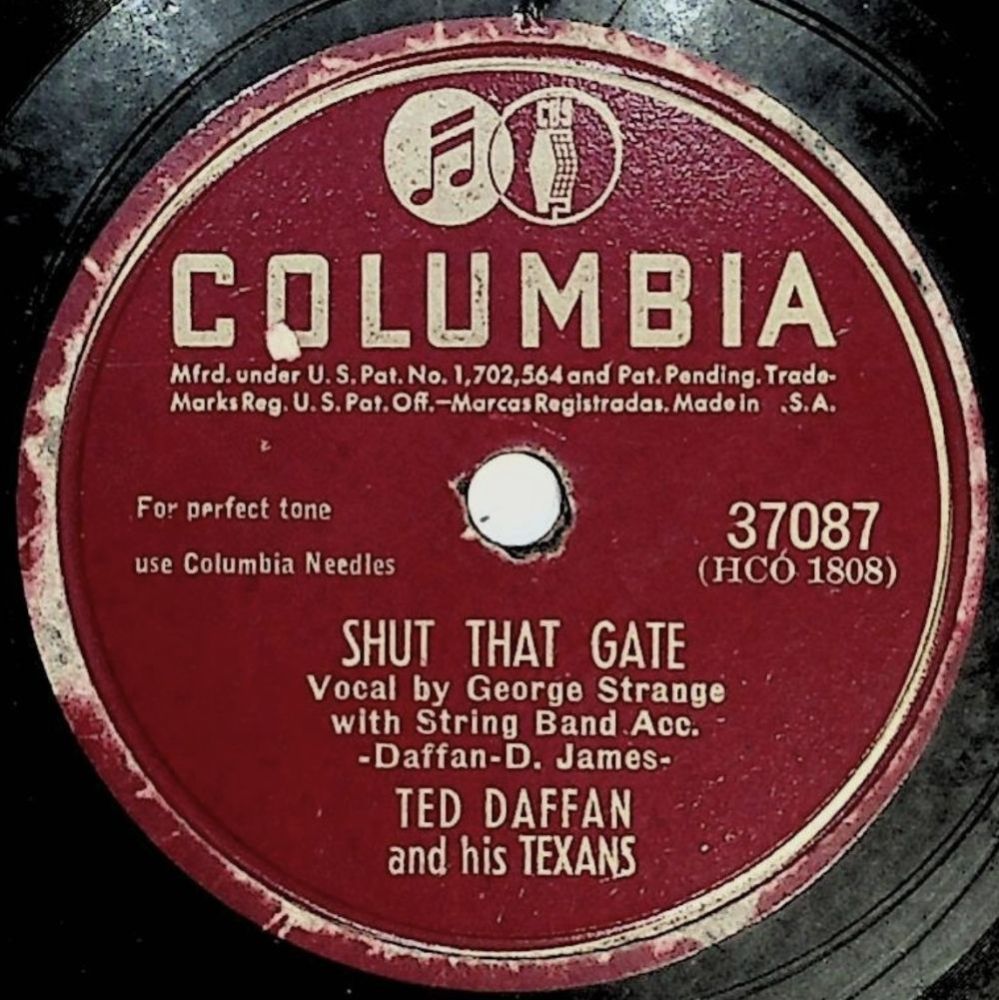 CBS
COLUMBIA
Mfrd. under U. S. Pat. No. 1,702,564 and Pat. Pending. Trade-
Marks Reg. U. S. Pat. Off.—Marcas Registradas. Made in .S.A.
For perfect tone
use Columbia Needles
37087
(HCO 1808)
SHUT THAT GATE
Vocal by George Strange
with String Band Acc.
-Daffan-D. James-
TED DAFFAN
and his TEXANS